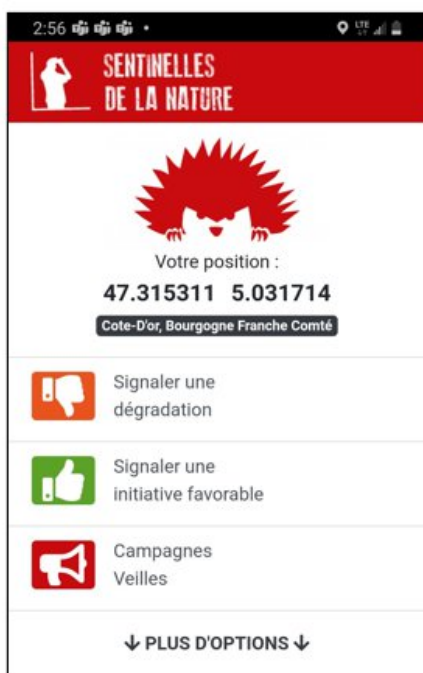 2:56
LTE
SENTINELLES
DE LA NATURE
Votre position :
47.315311 5.031714
Cote-D'or, Bourgogne Franche Comté
Signaler une
dégradation
Signaler une
initiative favorable
Campagnes
Veilles
↓ PLUS D'OPTIONS ↓